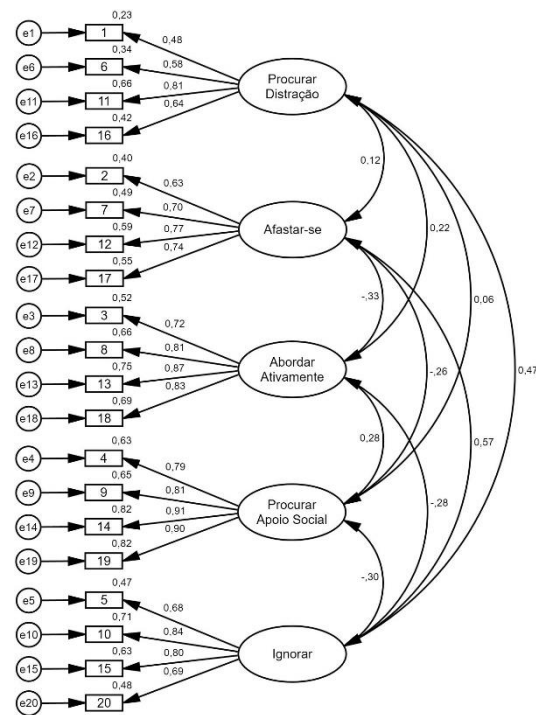 0,23
e1 1 0,48
0,34
e6 6 0,58
0,66
e11 11 0,81
0,42
e16 16 0,64
Procurar
Distração
0,12
0,40
e2 2 0,63
0,49
e7 7 0,70
0,59
e12 12 0,77
0,55
e17 17 0,74
Afastar-se
0,22
-,33
0,06
0,52
e3 3 0,72
0,66
e8 8 0,81
0,75
e13 13 0,87
0,69
e18 18 0,83
Abordar
Ativamente
-,26
0,47
0,28
0,57
0,63
e4 4 0,79
0,65
e9 9 0,81
0,82
e14 14 0,91
0,82
e19 19 0,90
Procurar
Apoio Social
-,28
-,30
0,47
e5 5 0,68
0,71
e10 10 0,84
0,63
e15 15 0,80
0,48
e20 20 0,69
Ignorar